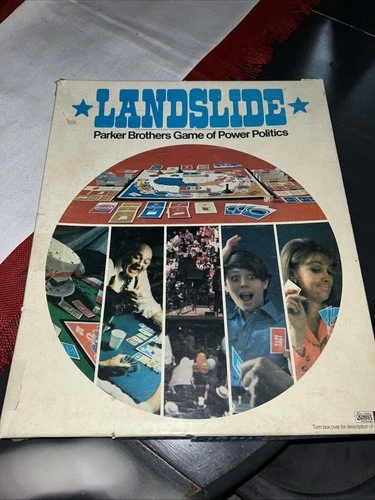 LANDSLIDE
Parker Brothers Game of Power Politics
Turn box over for description of